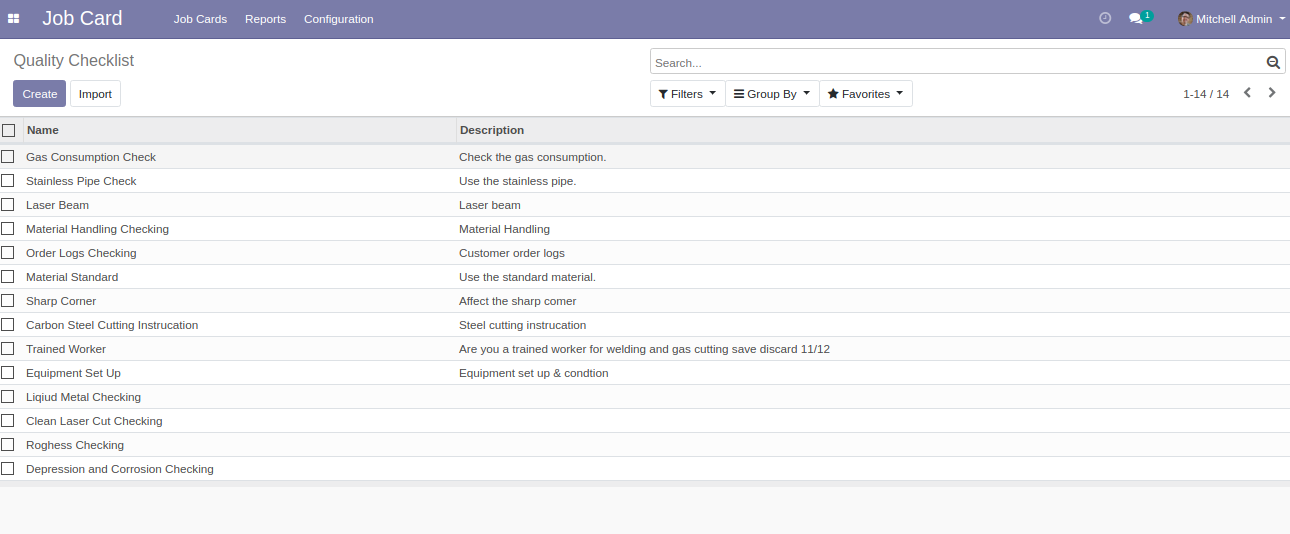 Job Card Job Cards Reports Configuration 1 Mitchell Admin
Quality Checklist
Search...
Create Import Filters Group By Favorites 1-14 / 14
Name Description
Gas Consumption Check Check the gas consumption.
Stainless Pipe Check Use the stainless pipe.
Laser Beam Laser beam
Material Handling Checking Material Handling
Order Logs Checking Customer order logs
Material Standard Use the standard material.
Sharp Corner Affect the sharp comer
Carbon Steel Cutting Instrucation Steel cutting instrucation
Trained Worker Are you a trained worker for welding and gas cutting save discard 11/12
Equipment Set Up Equipment set up & condtion
Liqiud Metal Checking
Clean Laser Cut Checking
Roghess Checking
Depression and Corrosion Checking